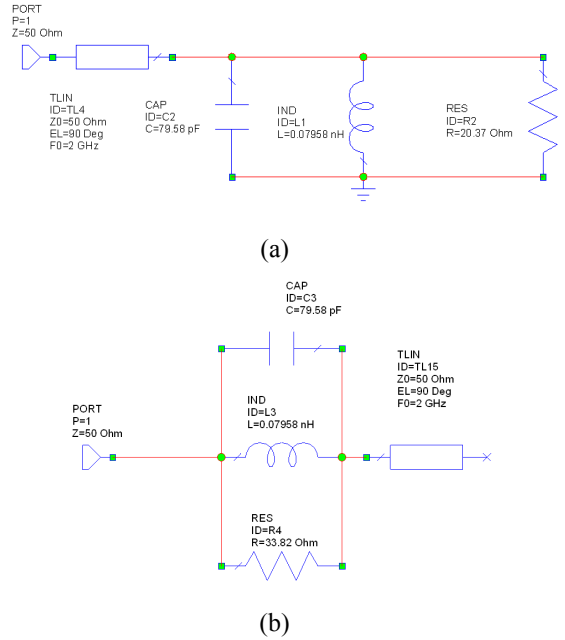 PORT
P=1
Z=50 Ohm
TLIN
ID=TL4
Z0=50 Ohm
EL=90 Deg
F0=2 GHz
CAP
ID=C2
C=79.58 pF
IND
ID=L1
L=0.07958 nH
RES
ID=R2
R=20.37 Ohm
(a)
CAP
ID=C3
C=79.58 pF
TLIN
ID=TL15
Z0=50 Ohm
EL=90 Deg
F0=2 GHz
PORT
P=1
Z=50 Ohm
IND
ID=L3
L=0.07958 nH
RES
ID=R4
R=33.82 Ohm
(b)